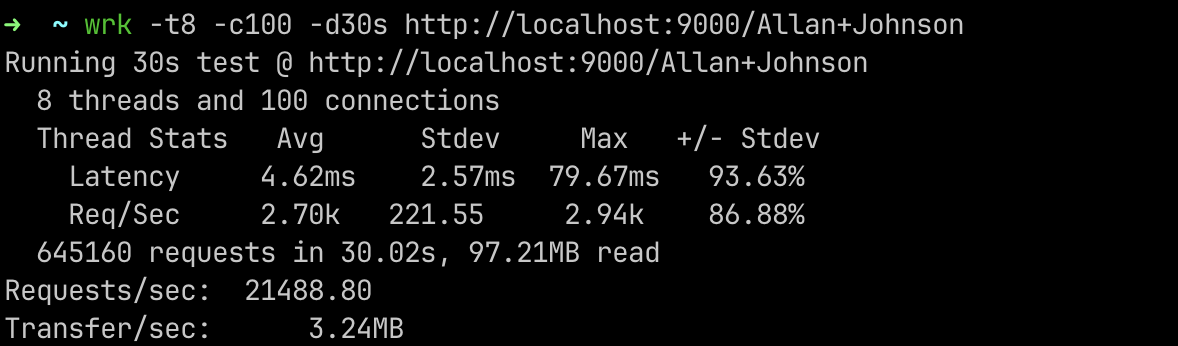 → ~ wrk -t8 -c100 -d30s http://localhost:9000/Allan+Johnson
Running 30s test @ http://localhost:9000/Allan+Johnson
  8 threads and 100 connections
  Thread Stats   Avg      Stdev     Max   +/- Stdev
    Latency     4.62ms    2.57ms  79.67ms   93.63%
    Req/Sec     2.70k   221.55     2.94k    86.88%
  645160 requests in 30.02s, 97.21MB read
Requests/sec:  21488.80
Transfer/sec:      3.24MB